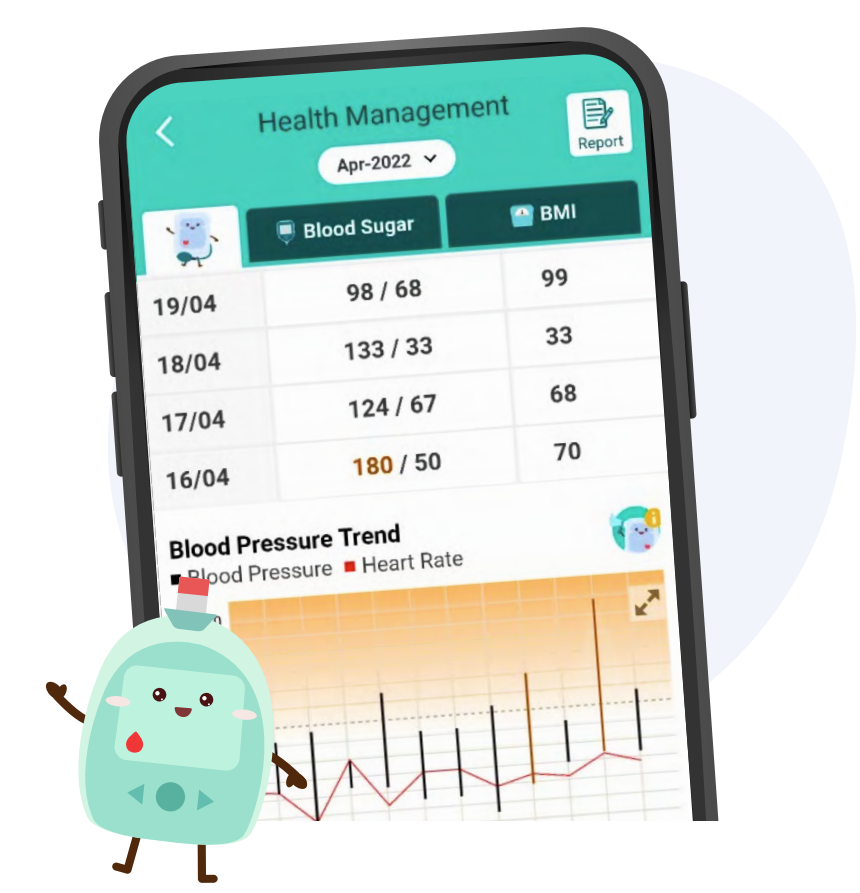 Health Management
Report
Apr-2022
Blood Sugar
BMI
19/04 98 / 68 99
18/04 133 / 33 33
17/04 124 / 67 68
16/04 180 / 50 70
Blood Pressure Trend
Blood Pressure Heart Rate